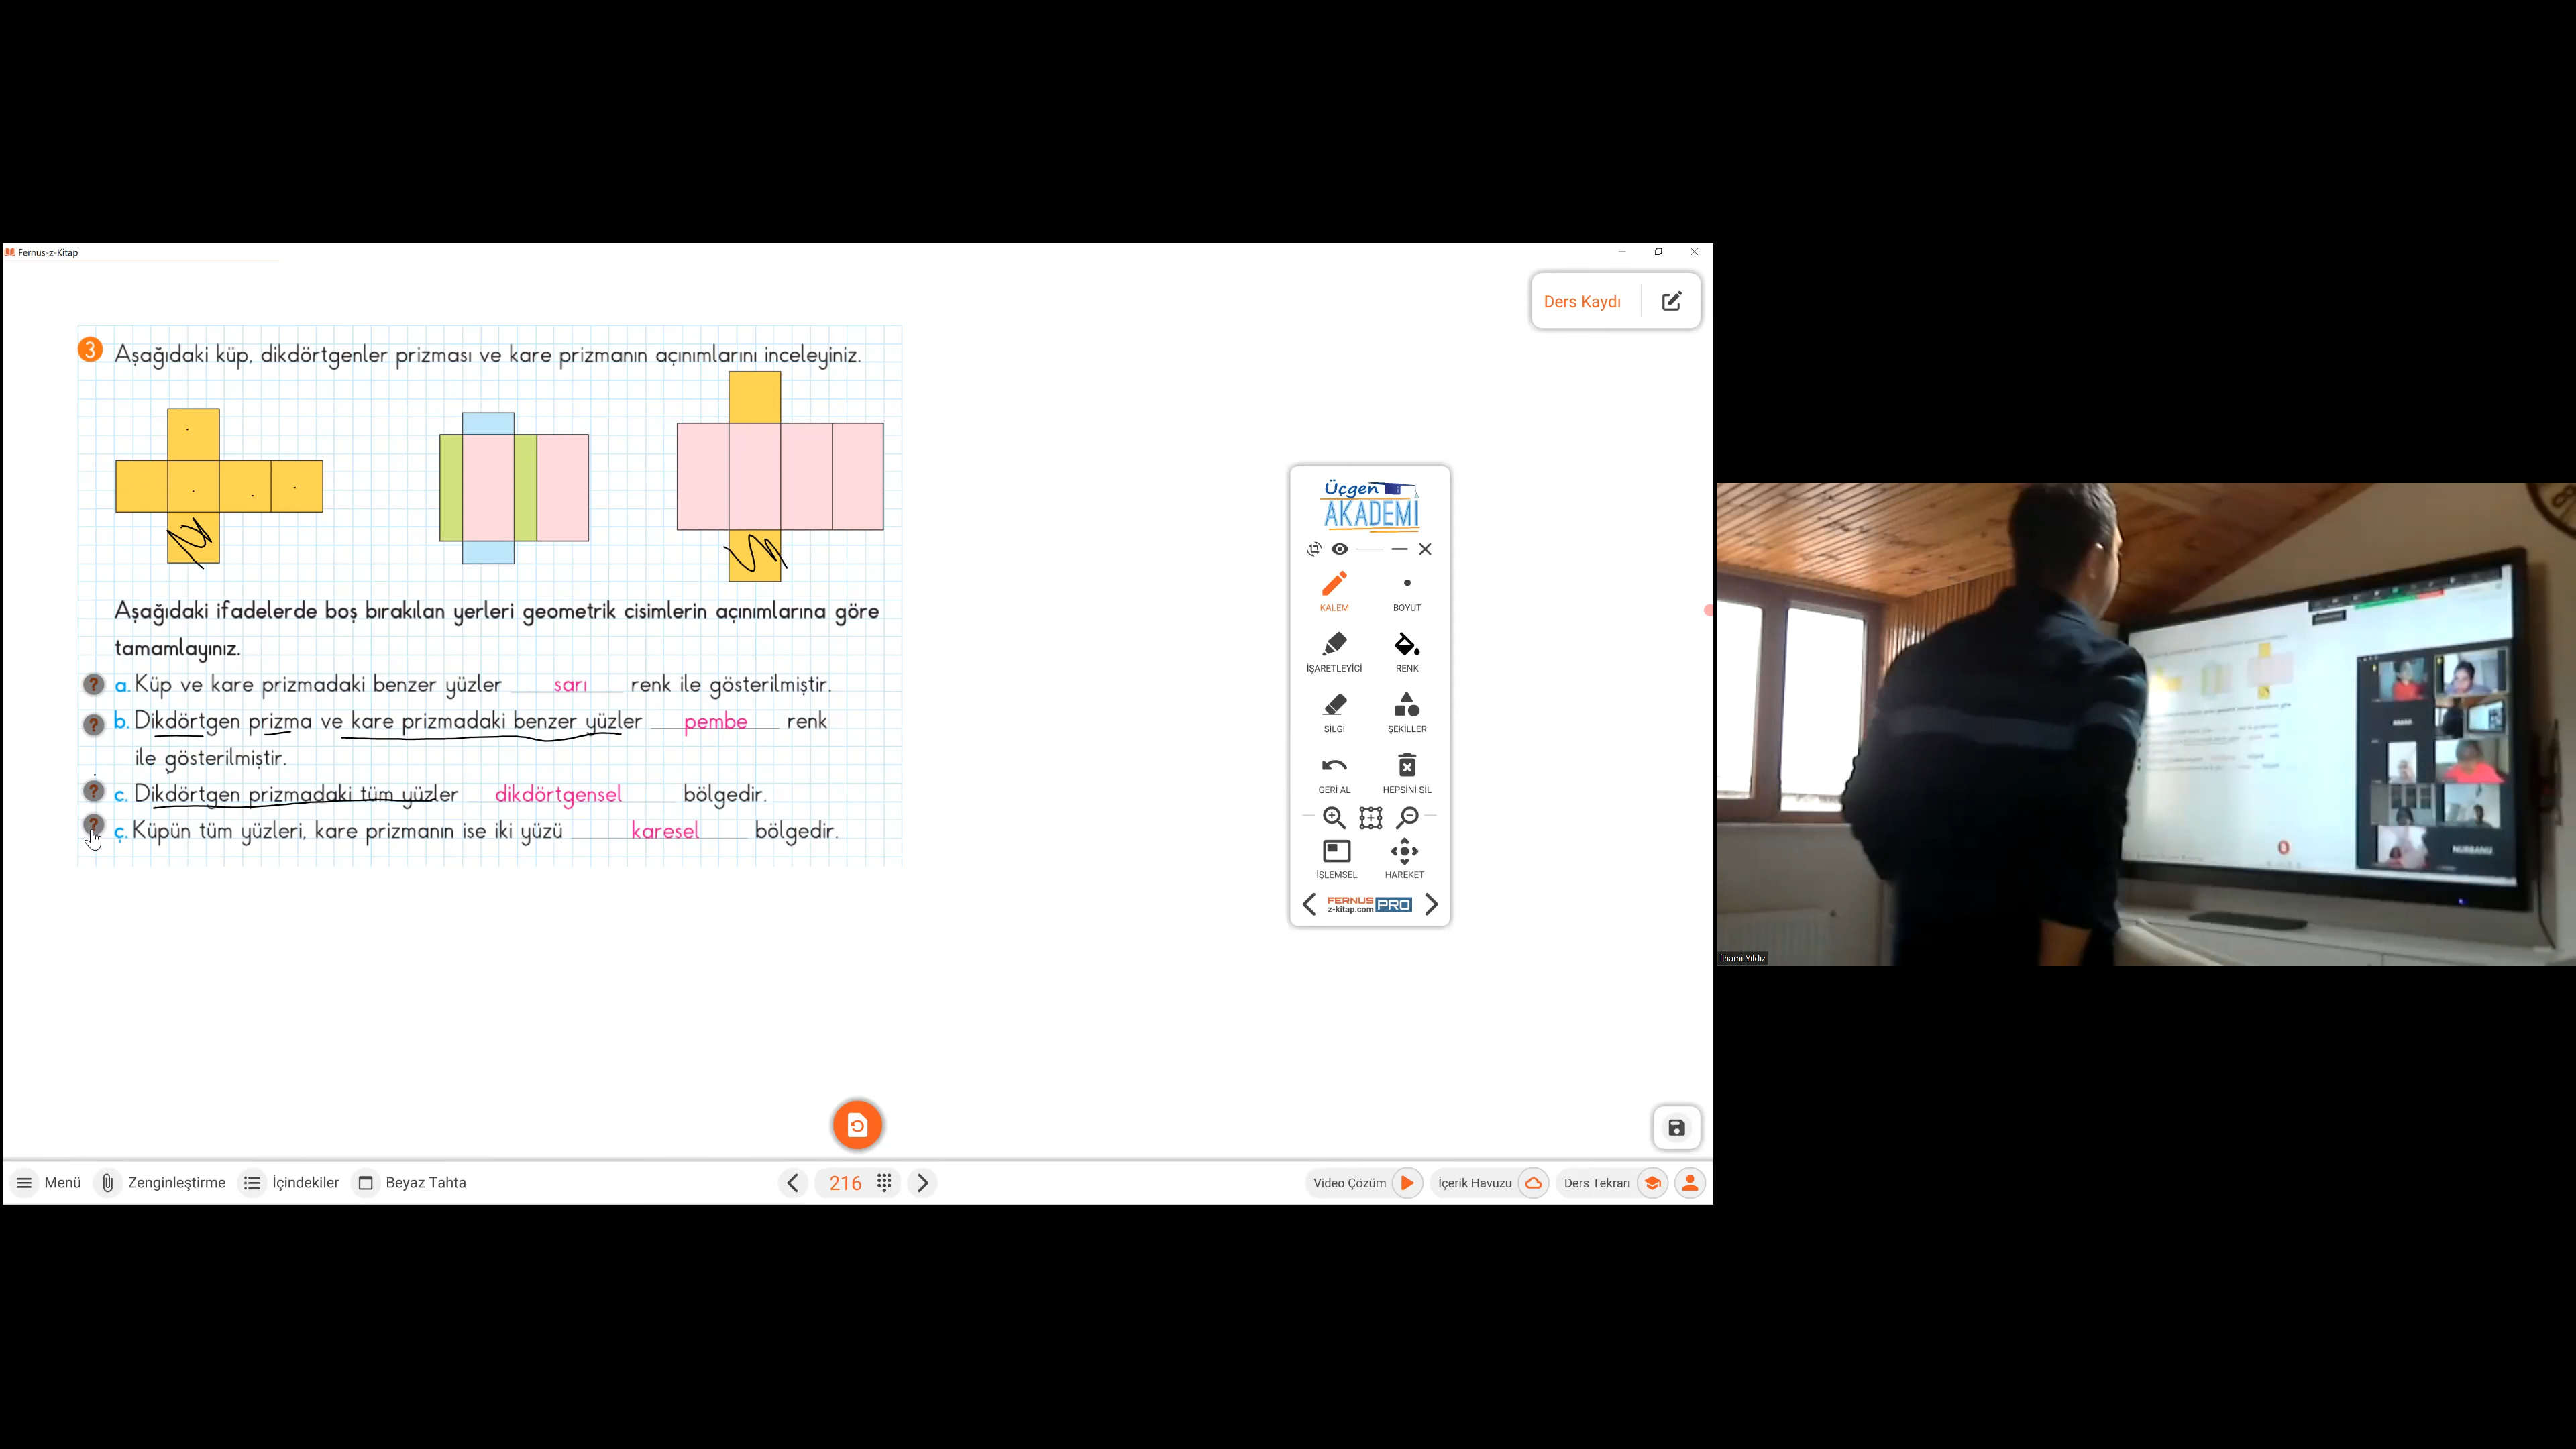 Fernus-z-Kitap
Ders Kaydı
3 Aşağıdaki küp, dikdörtgenler prizması ve kare prizmanın açınımlarını inceleyiniz.
Aşağıdaki ifadelerde boş bırakılan yerleri geometrik cisimlerin açınımlarına göre
tamamlayınız.
? a. Küp ve kare prizmadaki benzer yüzler sarı renk ile gösterilmiştir.
? b. Dikdörtgen prizma ve kare prizmadaki benzer yüzler pembe renk
ile gösterilmiştir.
? c. Dikdörtgen prizmadaki tüm yüzler dikdörtgensel bölgedir.
? ç. Küpün tüm yüzleri, kare prizmanın ise iki yüzü karesel bölgedir.
Üçgen
AKADEMİ
KALEM BOYUT
İŞARETLEYİCİ RENK
SİLGİ ŞEKİLLER
GERİ AL HEPSİNİ SİL
İŞLEMSEL HAREKET
FERNUS
z-kitap.com PRO
NURBANU
İlhami Yıldız
Menü Zenginleştirme İçindekiler Beyaz Tahta 216 Video Çözüm İçerik Havuzu Ders Tekrarı